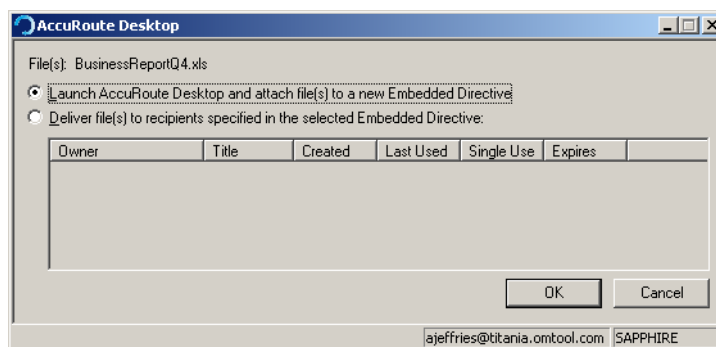 AccuRoute Desktop
File(s): BusinessReportQ4.xls
Launch AccuRoute Desktop and attach file(s) to a new Embedded Directive
Deliver file(s) to recipients specified in the selected Embedded Directive:
Owner Title Created Last Used Single Use Expires
OK Cancel
ajeffries@titania.omtool.com SAPPHIRE